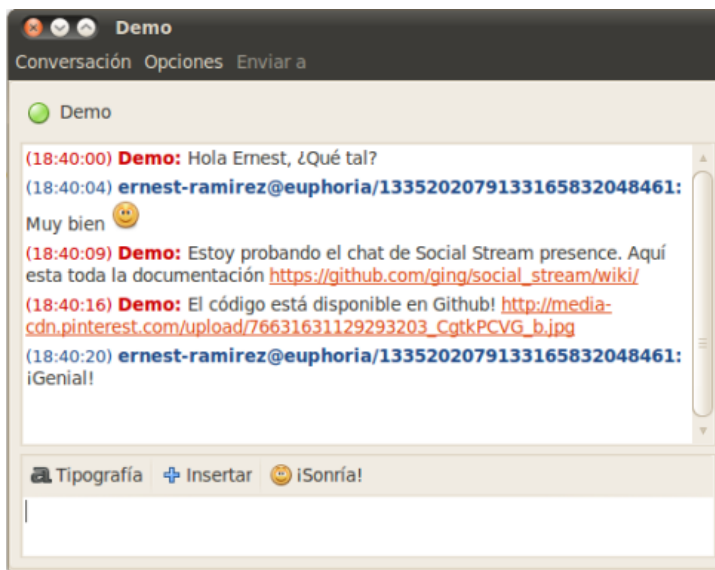 Demo
Conversación Opciones Enviar a
Demo
(18:40:00) Demo: Hola Ernest, ¿Qué tal?
(18:40:04) ernest-ramirez@euphoria/1335202079133165832048461:
Muy bien
(18:40:09) Demo: Estoy probando el chat de Social Stream presence. Aquí
esta toda la documentación https://github.com/ging/social_stream/wiki/
(18:40:16) Demo: El código está disponible en Github! http://media-
cdn.pinterest.com/upload/76631631129293203_CgtkPCVG_b.jpg
(18:40:20) ernest-ramirez@euphoria/1335202079133165832048461:
¡Genial!
a Tipografía Insertar ¡Sonría!